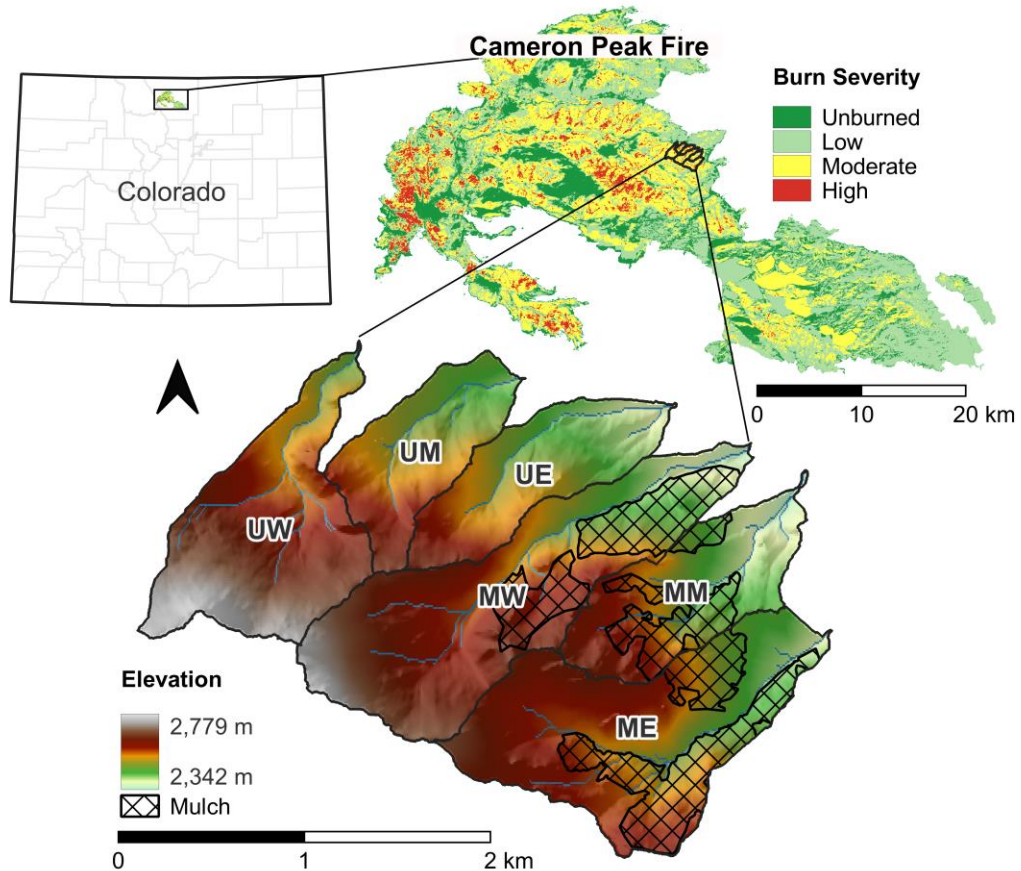 Cameron Peak Fire
Colorado
Burn Severity
Unburned
Low
Moderate
High
0 10 20 km
UM
UE
UW
MW
MM
ME
Elevation
2,779 m
2,342 m
Mulch
0 1 2 km